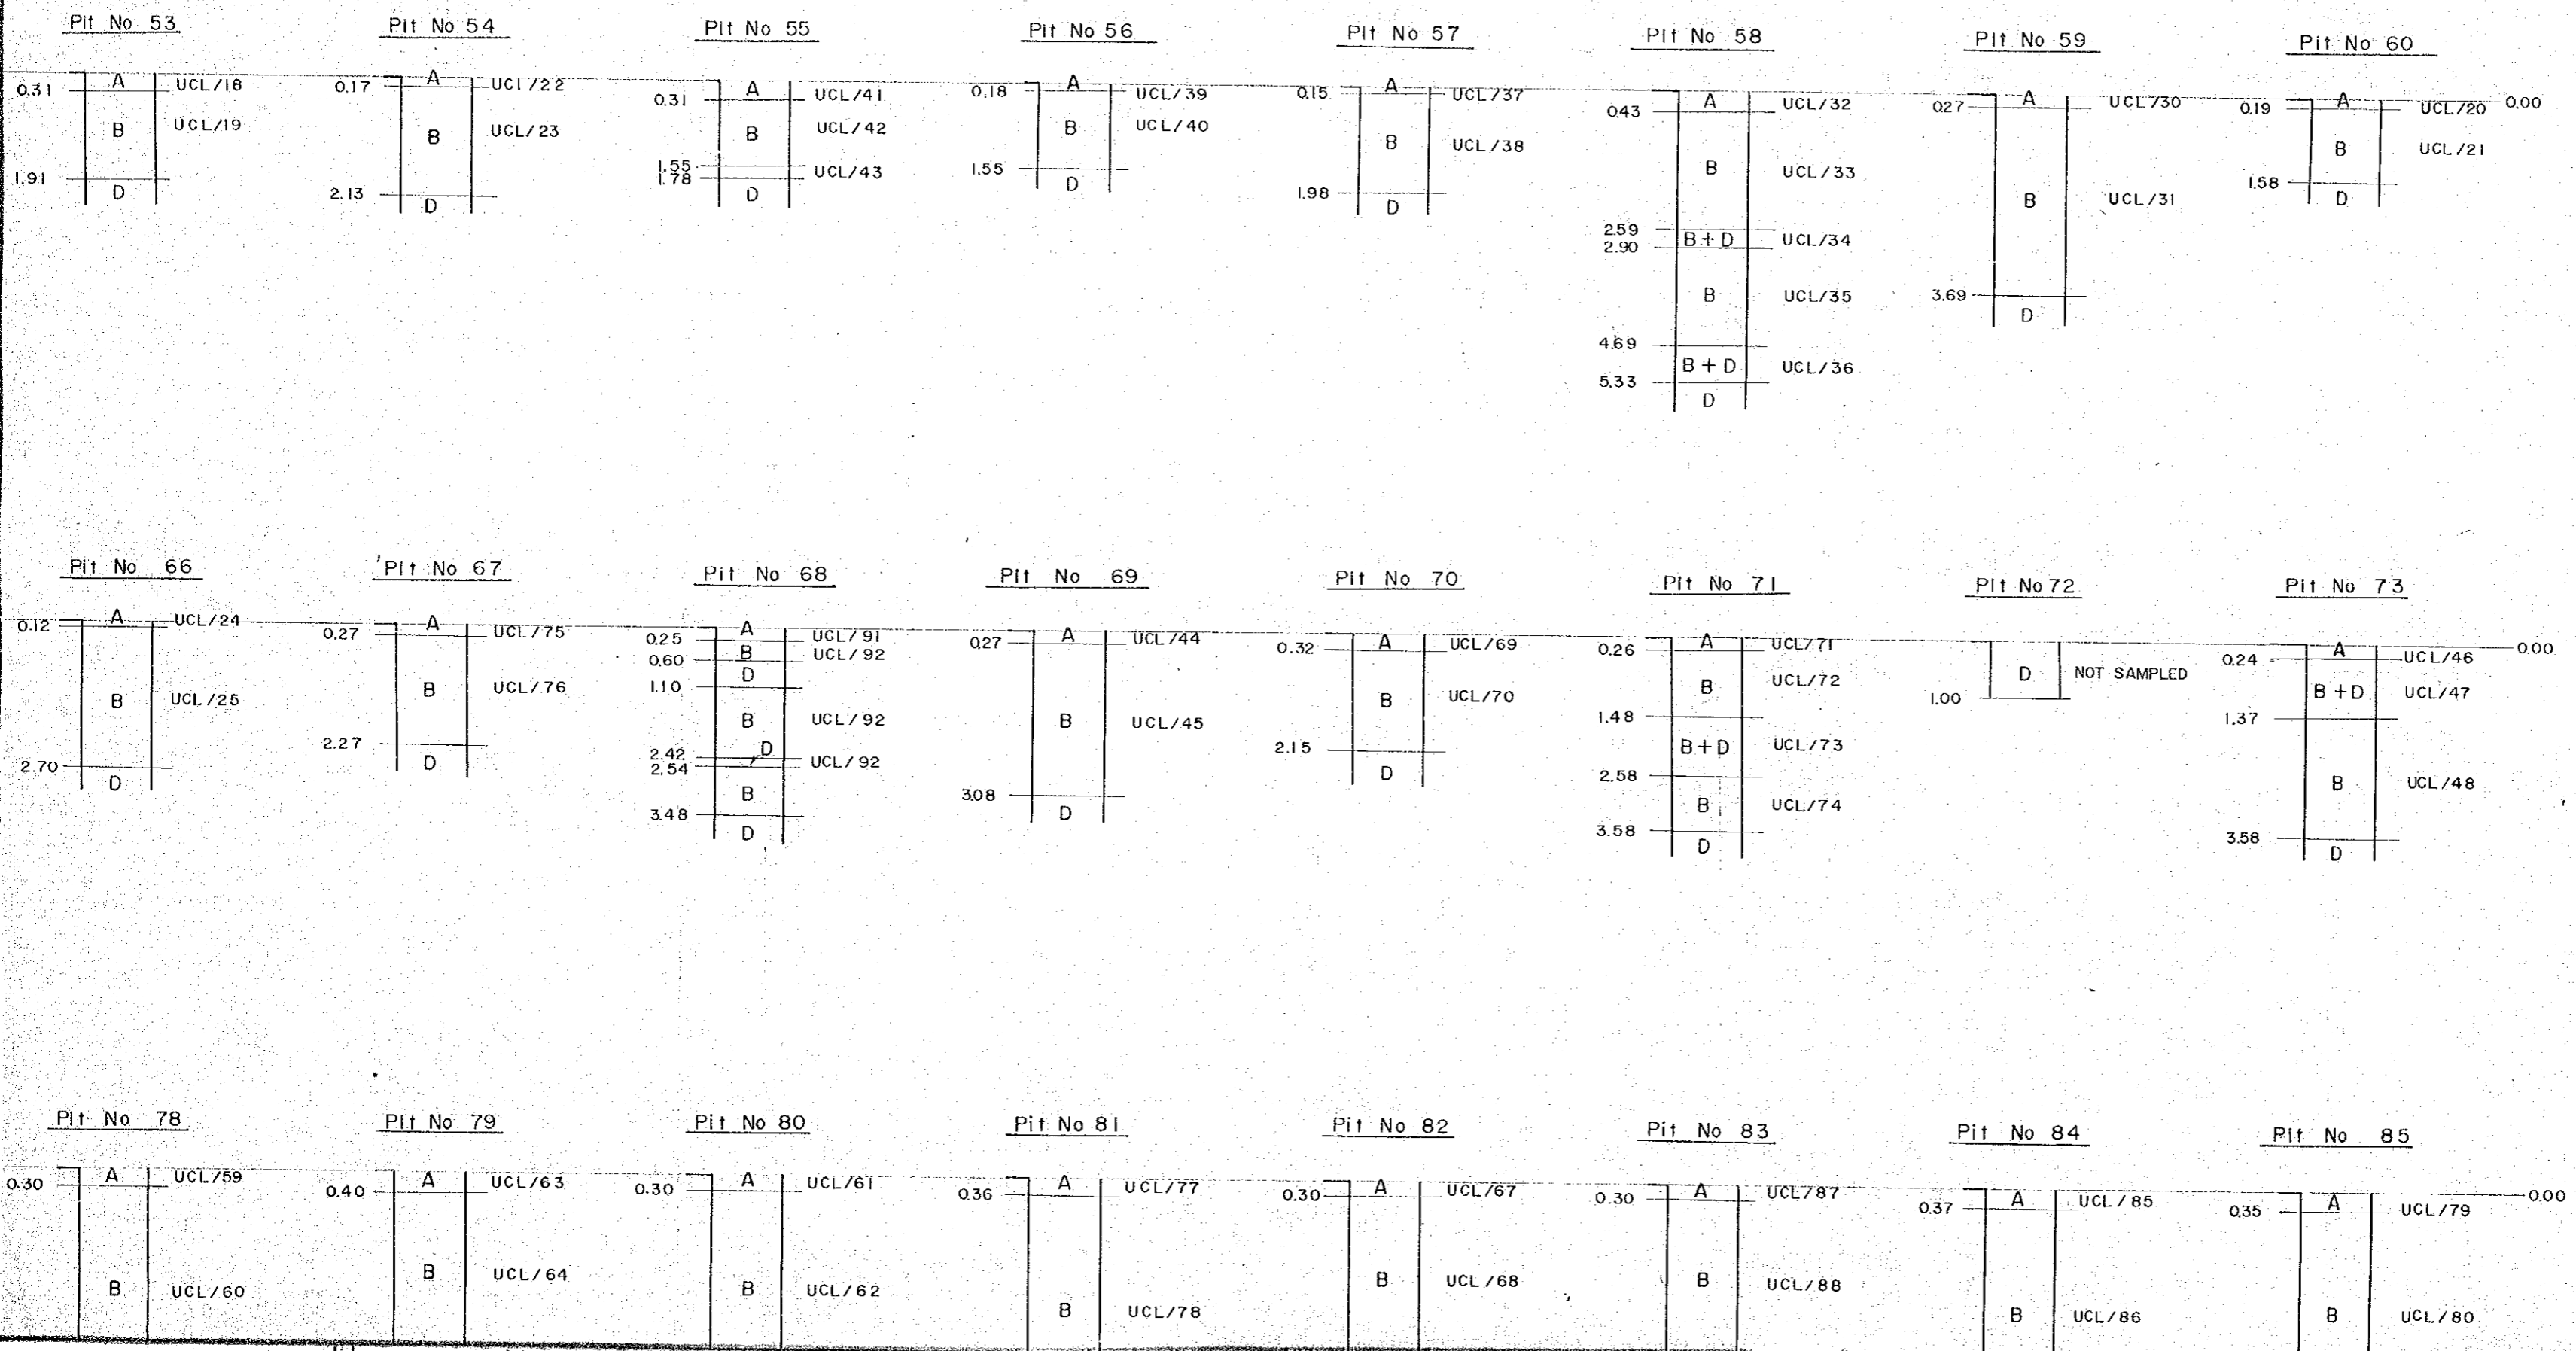 Pit No 53
0.31 A UCL/18
B UCL/19
1.91
D
Pit No 54
0.17 A UCL/22
B UCL/23
2.13
D
Pit No 55
0.31 A UCL/41
B UCL/42
1.55 UCL/43
1.78
D
Pit No 56
0.18 A UCL/39
B UCL/40
1.55
D
Pit No 57
0.15 A UCL/37
B UCL/38
1.98
D
Pit No 58
0.43 A UCL/32
B UCL/33
2.59
2.90 B+D UCL/34
B UCL/35
4.69
B+D UCL/36
5.33
D
Pit No 59
0.27 A UCL/30
B UCL/31
3.69
D
Pit No 60
0.19 A UCL/20 0.00
B UCL/21
1.58
D
Pit No 66
0.12 A UCL/24
B UCL/25
2.70
D
Pit No 67
0.27 A UCL/75
B UCL/76
2.27
D
Pit No 68
0.25 A UCL/91
0.60 B UCL/92
D
1.10
B UCL/92
2.42 D
2.54 UCL/92
B
3.48
D
Pit No 69
0.27 A UCL/44
B UCL/45
3.08
D
Pit No 70
0.32 A UCL/69
B UCL/70
2.15
D
Pit No 71
0.26 A UCL/71
B UCL/72
1.48
B+D UCL/73
2.58
B UCL/74
3.58
D
Pit No 72
D NOT SAMPLED
1.00
Pit No 73
0.00
0.24 A UCL/46
B+D UCL/47
1.37
B UCL/48
3.58
D
Pit No 78
0.30 A UCL/59
B UCL/60
Pit No 79
0.40 A UCL/63
B UCL/64
Pit No 80
0.30 A UCL/61
B UCL/62
Pit No 81
0.36 A UCL/77
B UCL/78
Pit No 82
0.30 A UCL/67
B UCL/68
Pit No 83
0.30 A UCL/87
B UCL/88
Pit No 84
0.37 A UCL/85
B UCL/86
Pit No 85
0.00
0.35 A UCL/79
B UCL/80